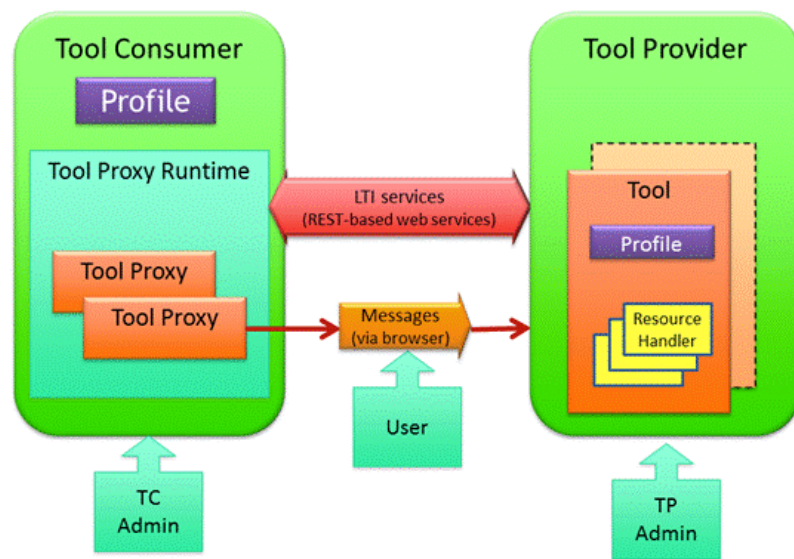 Tool Consumer
Profile
Tool Proxy Runtime
Tool Proxy
Tool Proxy
LTI services
(REST-based web services)
Messages
(via browser)
User
TC
Admin
Tool Provider
Tool
Profile
Resource
Handler
TP
Admin